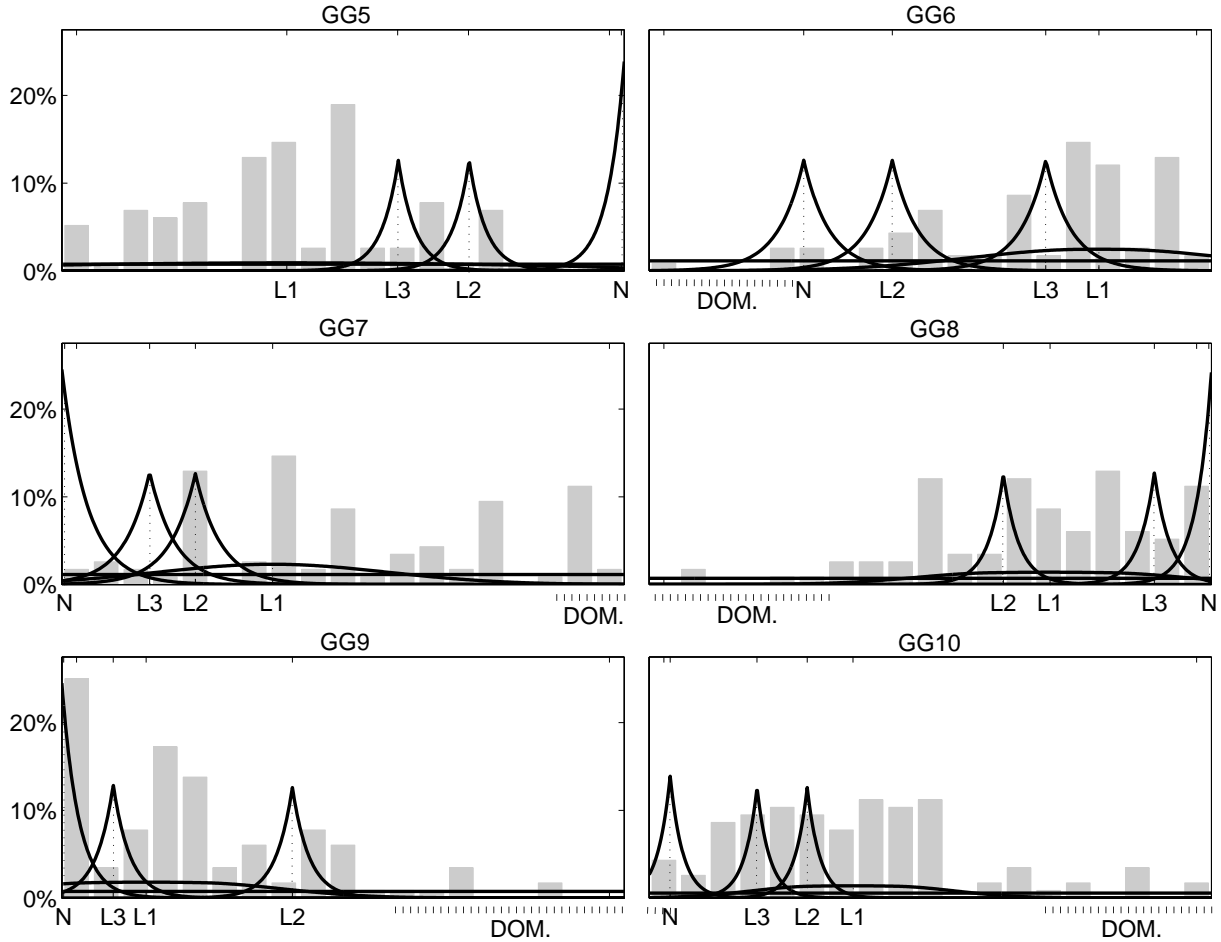 GG5 GG6
20%
10%
0%
L1 L3 L2 N N L2 L3 L1
DOM.
GG7 GG8
20%
10%
0%
N L3 L2 L1 L2 L1 L3 N
DOM. DOM.
GG9 GG10
20%
10%
0%
N L3 L1 L2 N L3 L2 L1
DOM. DOM.